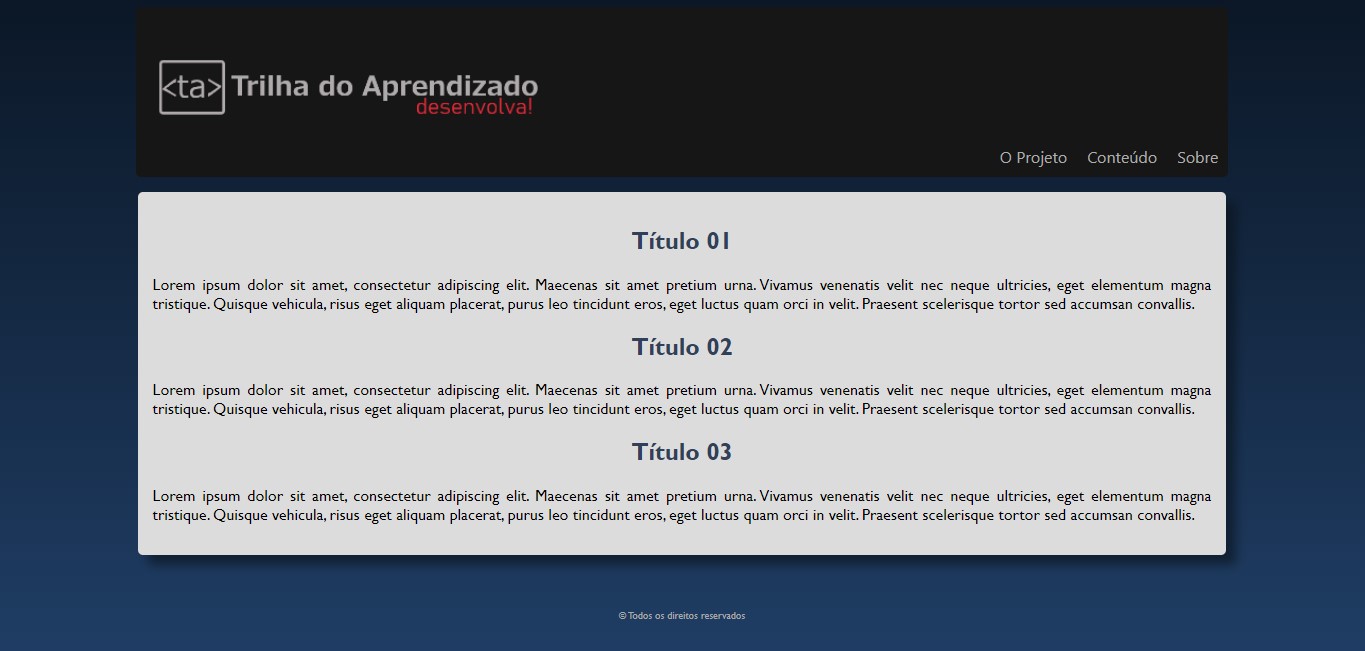 <ta> Trilha do Aprendizado
desenvolva!
O Projeto Conteúdo Sobre
Título 01
Lorem ipsum dolor sit amet, consectetur adipiscing elit. Maecenas sit amet pretium urna. Vivamus venenatis velit nec neque ultricies, eget elementum magna
tristique. Quisque vehicula, risus eget aliquam placerat, purus leo tincidunt eros, eget luctus quam orci in velit. Praesent scelerisque tortor sed accumsan convallis.
Título 02
Lorem ipsum dolor sit amet, consectetur adipiscing elit. Maecenas sit amet pretium urna. Vivamus venenatis velit nec neque ultricies, eget elementum magna
tristique. Quisque vehicula, risus eget aliquam placerat, purus leo tincidunt eros, eget luctus quam orci in velit. Praesent scelerisque tortor sed accumsan convallis.
Título 03
Lorem ipsum dolor sit amet, consectetur adipiscing elit. Maecenas sit amet pretium urna. Vivamus venenatis velit nec neque ultricies, eget elementum magna
tristique. Quisque vehicula, risus eget aliquam placerat, purus leo tincidunt eros, eget luctus quam orci in velit. Praesent scelerisque tortor sed accumsan convallis.
© Todos os direitos reservados